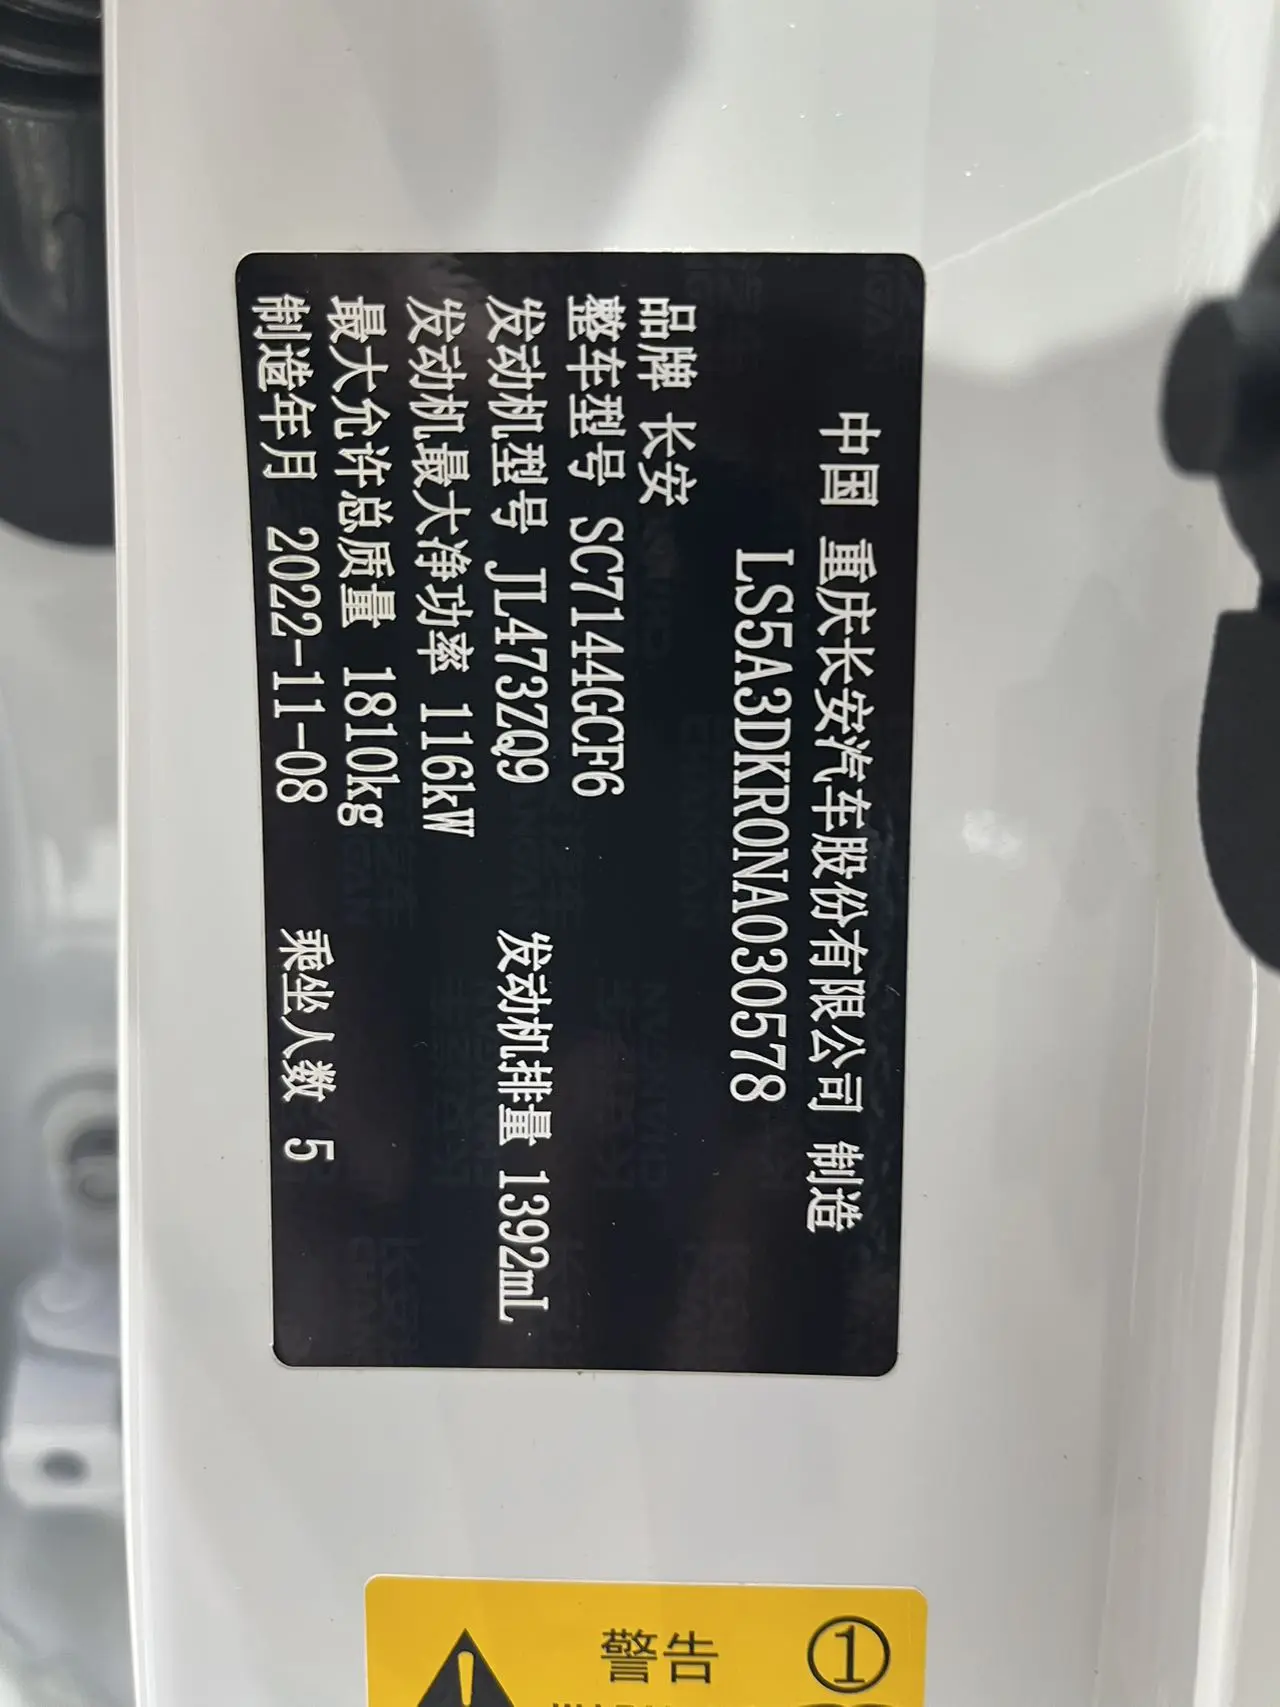 中国 重庆长安汽车股份有限公司 制造
LS5A3DKR0NA030578
品牌 长安
整车型号 SC7144GCF6
发动机型号 JL473ZQ9 发动机排量 1392mL
发动机最大净功率 116kW
最大允许总质量 1810kg
制造年月 2022-11-08 乘坐人数 5
警告 ①